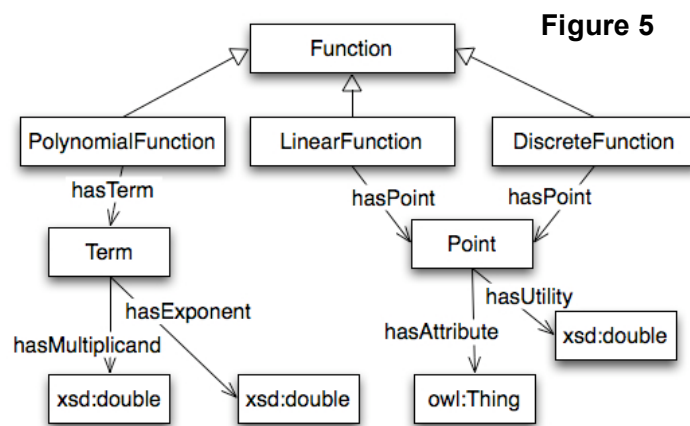 Figure 5
Function
PolynomialFunction
LinearFunction
DiscreteFunction
hasTerm
hasPoint
hasPoint
Term
Point
hasExponent
hasUtility
hasMultiplicand
hasAttribute
xsd:double
xsd:double
xsd:double
owl:Thing